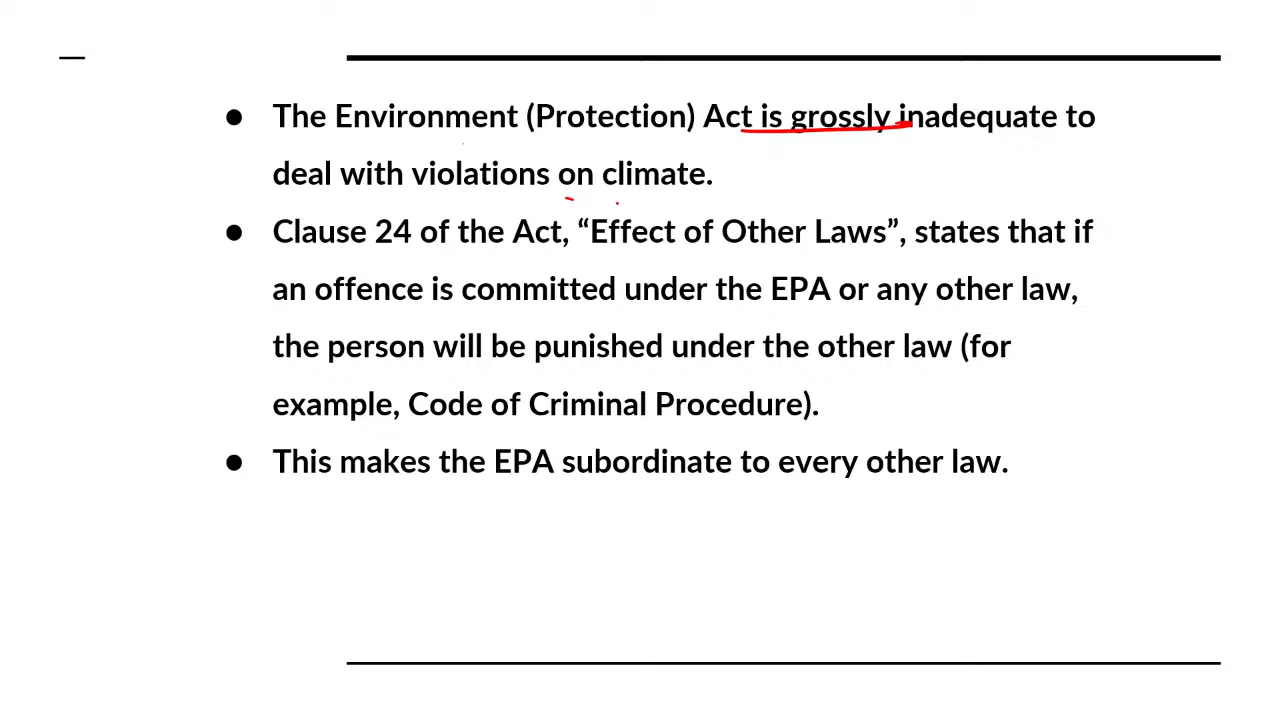 ● The Environment (Protection) Act is grossly inadequate to
deal with violations on climate.
● Clause 24 of the Act, “Effect of Other Laws”, states that if
an offence is committed under the EPA or any other law,
the person will be punished under the other law (for
example, Code of Criminal Procedure).
● This makes the EPA subordinate to every other law.